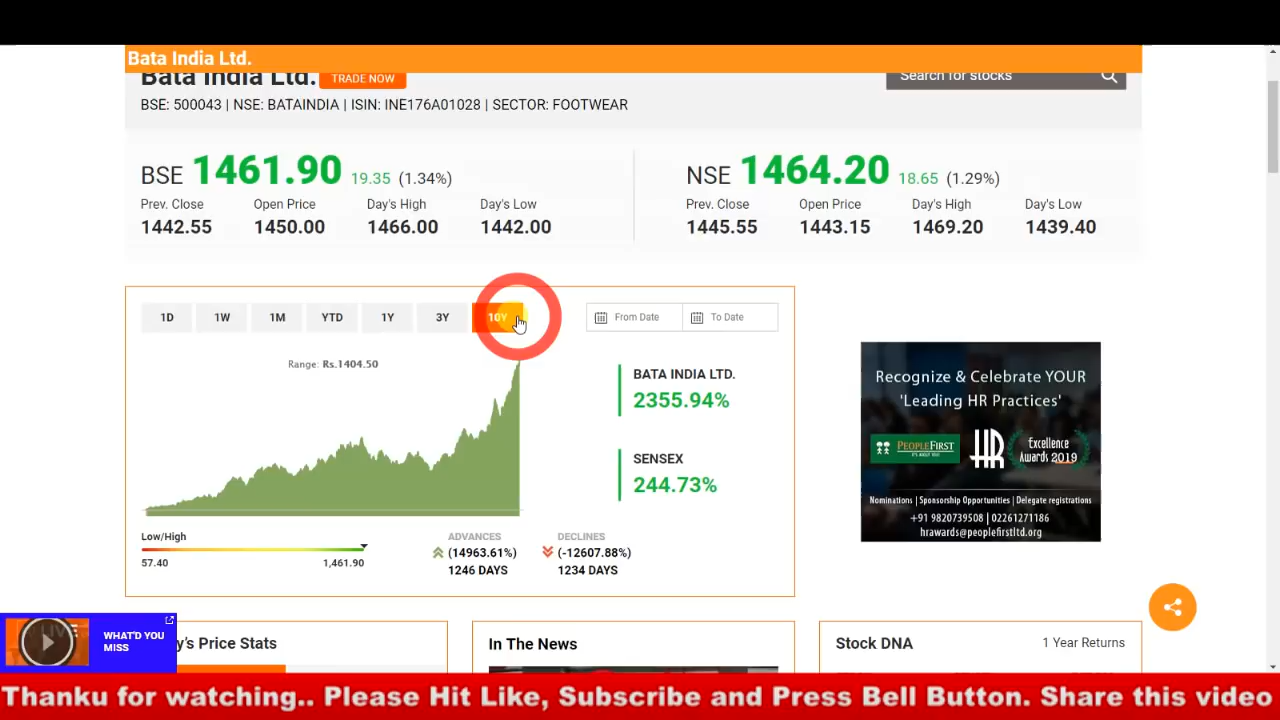 Bata India Ltd.
Bata India Ltd. TRADE NOW
Search for stocks
BSE: 500043 | NSE: BATAINDIA | ISIN: INE176A01028 | SECTOR: FOOTWEAR
BSE 1461.90 19.35 (1.34%)
Prev. Close Open Price Day's High Day's Low
1442.55 1450.00 1466.00 1442.00
NSE 1464.20 18.65 (1.29%)
Prev. Close Open Price Day's High Day's Low
1445.55 1443.15 1469.20 1439.40
1D 1W 1M YTD 1Y 3Y 10Y From Date To Date
Range: Rs.1404.50
BATA INDIA LTD.
2355.94%
SENSEX
244.73%
Low/High
57.40 1,461.90
ADVANCES
(14963.61%)
1246 DAYS
DECLINES
(-12607.88%)
1234 DAYS
Recognize & Celebrate YOUR
'Leading HR Practices'
PEOPLEFIRST
HR
Excellence
Awards 2019
Nominations | Sponsorship Opportunities | Delegate registrations
+91 9820739508 | 02261271186
hrawards@peoplefirstltd.org
WHAT'D YOU
MISS
y's Price Stats
In The News
Stock DNA 1 Year Returns
Thanku for watching.. Please Hit Like, Subscribe and Press Bell Button. Share this video